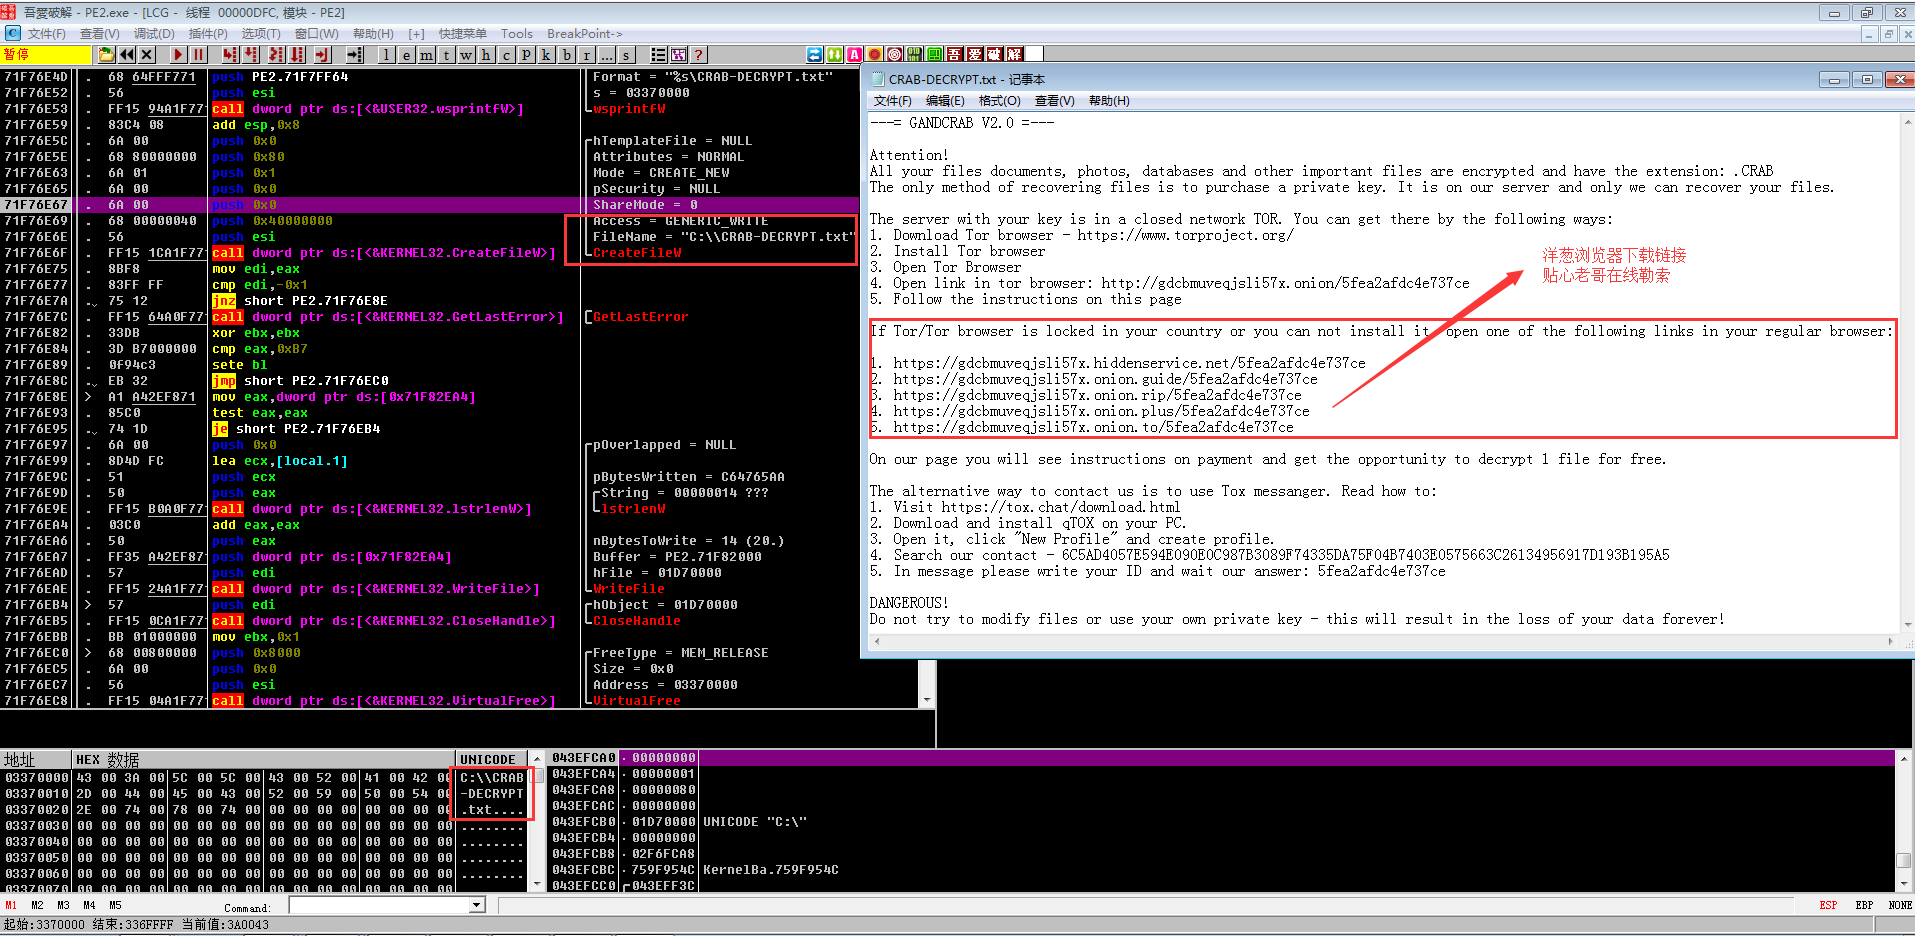 吾愛破解 - PE2.exe - [LCG - 线程 00000DFC, 模块 - PE2]
文件(F) 查看(V) 调试(D) 插件(P) 选项(T) 窗口(W) 帮助(H) [+] 快捷菜单 Tools BreakPoint->
暂停 l e m t w h c p k b r ... s ?
71F76E4D . 68 64FFF771 push PE2.71F7FF64 Format = "%s\CRAB-DECRYPT.txt"
71F76E52 . 56 push esi s = 03370000
71F76E53 . FF15 94A1F77 call dword ptr ds:[<&USER32.wsprintfW>] wsprintfW
71F76E59 . 83C4 08 add esp,0x8
71F76E5C . 6A 00 push 0x0 hTemplateFile = NULL
71F76E5E . 68 80000000 push 0x80 Attributes = NORMAL
71F76E63 . 6A 01 push 0x1 Mode = CREATE_NEW
71F76E65 . 6A 00 push 0x0 pSecurity = NULL
71F76E67 . 6A 00 push 0x0 ShareMode = 0
71F76E69 . 68 00000040 push 0x40000000 Access = GENERIC_WRITE
71F76E6E . 56 push esi FileName = "C:\\CRAB-DECRYPT.txt"
71F76E6F . FF15 1CA1F77 call dword ptr ds:[<&KERNEL32.CreateFileW>] CreateFileW
71F76E75 . 8BF8 mov edi,eax
71F76E77 . 83FF FF cmp edi,-0x1
71F76E7A . 75 12 jnz short PE2.71F76E8E
71F76E7C . FF15 64A0F77 call dword ptr ds:[<&KERNEL32.GetLastError>] GetLastError
71F76E82 . 33DB xor ebx,ebx
71F76E84 . 3D B7000000 cmp eax,0xB7
71F76E89 . 0f94c3 sete bl
71F76E8C . EB 32 jmp short PE2.71F76EC0
71F76E8E > A1 A42EF871 mov eax,dword ptr ds:[0x71F82EA4]
71F76E93 . 85C0 test eax,eax
71F76E95 . 74 1D je short PE2.71F76EB4
71F76E97 . 6A 00 push 0x0 pOverlapped = NULL
71F76E99 . 8D4D FC lea ecx,[local.1]
71F76E9C . 51 push ecx pBytesWritten = C64765AA
71F76E9D . 50 push eax String = 00000014 ???
71F76E9E . FF15 B0A0F77 call dword ptr ds:[<&KERNEL32.lstrlenW>] lstrlenW
71F76EA4 . 03C0 add eax,eax
71F76EA6 . 50 push eax nBytesToWrite = 14 (20.)
71F76EA7 . FF35 A42EF87 push dword ptr ds:[0x71F82EA4] Buffer = PE2.71F82000
71F76EAD . 57 push edi hFile = 01D70000
71F76EAE . FF15 24A1F77 call dword ptr ds:[<&KERNEL32.WriteFile>] WriteFile
71F76EB4 > 57 push edi hObject = 01D70000
71F76EB5 . FF15 0CA1F77 call dword ptr ds:[<&KERNEL32.CloseHandle>] CloseHandle
71F76EBB . BB 01000000 mov ebx,0x1
71F76EC0 > 68 00800000 push 0x8000 FreeType = MEM_RELEASE
71F76EC5 . 6A 00 push 0x0 Size = 0x0
71F76EC7 . 56 push esi Address = 03370000
71F76EC8 . FF15 04A1F77 call dword ptr ds:[<&KERNEL32.VirtualFree>] VirtualFree
CRAB-DECRYPT.txt - 记事本
文件(F) 编辑(E) 格式(O) 查看(V) 帮助(H)
---= GANDCRAB V2.0 =---
Attention!
All your files documents, photos, databases and other important files are encrypted and have the extension: .CRAB
The only method of recovering files is to purchase a private key. It is on our server and only we can recover your files.
The server with your key is in a closed network TOR. You can get there by the following ways:
1. Download Tor browser - https://www.torproject.org/
2. Install Tor browser
3. Open Tor Browser
4. Open link in tor browser: http://gdcbmuveqjsli57x.onion/5fea2afdc4e737ce
5. Follow the instructions on this page
洋葱浏览器下载链接
贴心老哥在线勒索
If Tor/Tor browser is locked in your country or you can not install it, open one of the following links in your regular browser:
1. https://gdcbmuveqjsli57x.hiddenservice.net/5fea2afdc4e737ce
2. https://gdcbmuveqjsli57x.onion.guide/5fea2afdc4e737ce
3. https://gdcbmuveqjsli57x.onion.rip/5fea2afdc4e737ce
4. https://gdcbmuveqjsli57x.onion.plus/5fea2afdc4e737ce
5. https://gdcbmuveqjsli57x.onion.to/5fea2afdc4e737ce
On our page you will see instructions on payment and get the opportunity to decrypt 1 file for free.
The alternative way to contact us is to use Tox messanger. Read how to:
1. Visit https://tox.chat/download.html
2. Download and install qTOX on your PC.
3. Open it, click "New Profile" and create profile.
4. Search our contact - 6C5AD4057E594E090E0C987B3089F74335DA75F04B7403E0575663C26134956917D193B195A5
5. In message please write your ID and wait our answer: 5fea2afdc4e737ce
DANGEROUS!
Do not try to modify files or use your own private key - this will result in the loss of your data forever!
地址 HEX 数据 UNICODE
03370000 43 00 3A 00 5C 00 5C 00 43 00 52 00 41 00 42 00 C:\\CRAB
03370010 2D 00 44 00 45 00 43 00 52 00 59 00 50 00 54 00 -DECRYPT
03370020 2E 00 74 00 78 00 74 00 00 00 00 00 00 00 00 00 .txt....
03370030 00 00 00 00 00 00 00 00 00 00 00 00 00 00 00 00 ........
03370040 00 00 00 00 00 00 00 00 00 00 00 00 00 00 00 00 ........
03370050 00 00 00 00 00 00 00 00 00 00 00 00 00 00 00 00 ........
03370060 00 00 00 00 00 00 00 00 00 00 00 00 00 00 00 00 ........
03370070 00 00 00 00 00 00 00 00 00 00 00 00 00 00 00 00
043EFCA0 00000000
043EFCA4 00000001
043EFCA8 00000080
043EFCAC 00000000
043EFCB0 01D70000 UNICODE "C:\"
043EFCB4 00000000
043EFCB8 02F6FCA8
043EFCBC 759F954C KernelBa.759F954C
043EFCC0 043EFF3C
M1 M2 M3 M4 M5 Command: ESP EBP NONE
起始:3370000 结束:336FFFF 当前值:3A0043